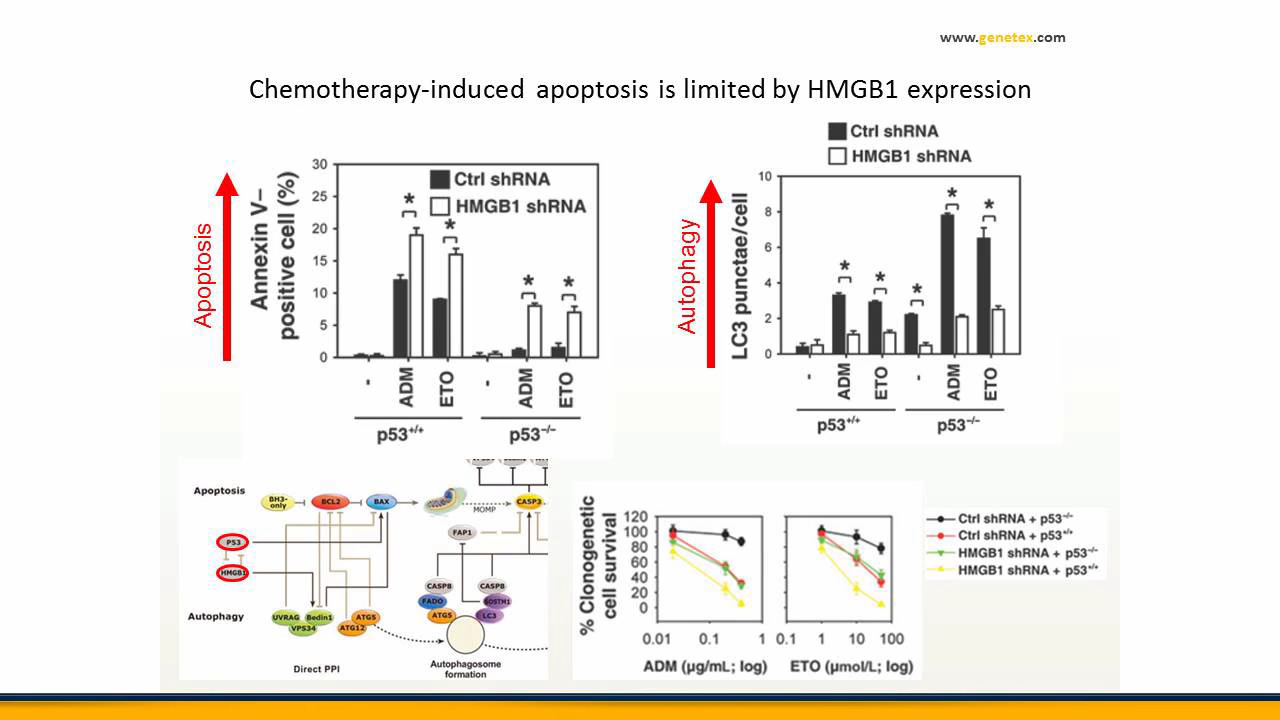 www.genetex.com
Chemotherapy-induced apoptosis is limited by HMGB1 expression
Apoptosis
Annexin V–
positive cell (%)
30
25
20
15
10
5
0
Ctrl shRNA
HMGB1 shRNA
*
*
*
*
-
ADM
ETO
-
ADM
ETO
p53+/+
p53−/−
Autophagy
Ctrl shRNA
HMGB1 shRNA
LC3 punctae/cell
10
8
6
4
2
0
*
*
*
*
*
-
ADM
ETO
-
ADM
ETO
p53+/+
p53−/−
Apoptosis
BH3-
only
BCL2
BAX
MOMP
CASP3
P53
FAP1
HMGB1
CASP8
CASP8
FADO
SOSTM1
Autophagy
UVRAG
Bedin1
ATG5
ATG5
LC3
VPS34
ATG12
Direct PPI
Autophagosome
formation
% Clonogenetic
cell survival
120
100
80
60
40
20
0
0.01
0.1
1
ADM (µg/mL; log)
0.1
1
10
100
ETO (µmol/L; log)
Ctrl shRNA + p53−/−
Ctrl shRNA + p53+/+
HMGB1 shRNA + p53−/−
HMGB1 shRNA + p53+/+